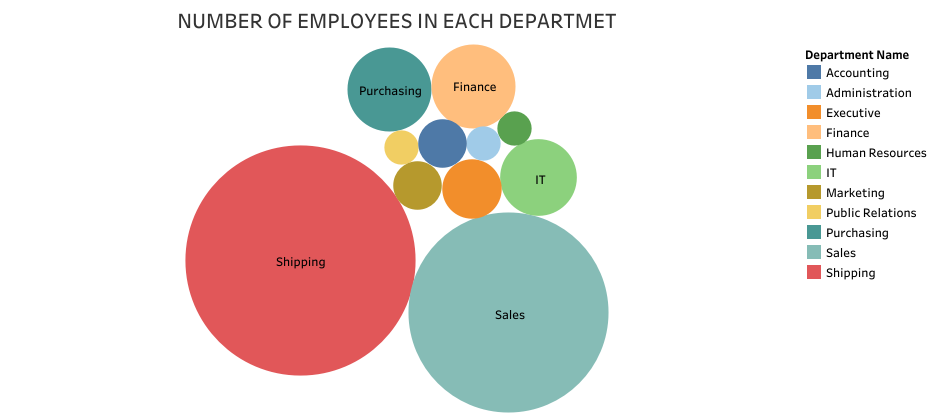 NUMBER OF EMPLOYEES IN EACH DEPARTMET
Purchasing
Finance
IT
Shipping
Sales
Department Name
Accounting
Administration
Executive
Finance
Human Resources
IT
Marketing
Public Relations
Purchasing
Sales
Shipping